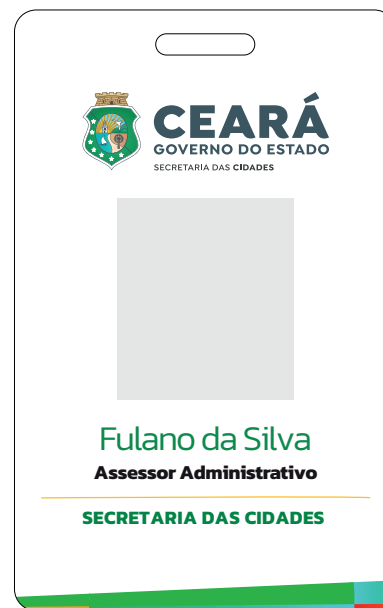 CEARÁ
GOVERNO DO ESTADO
SECRETARIA DAS CIDADES
Fulano da Silva
Assessor Administrativo
SECRETARIA DAS CIDADES